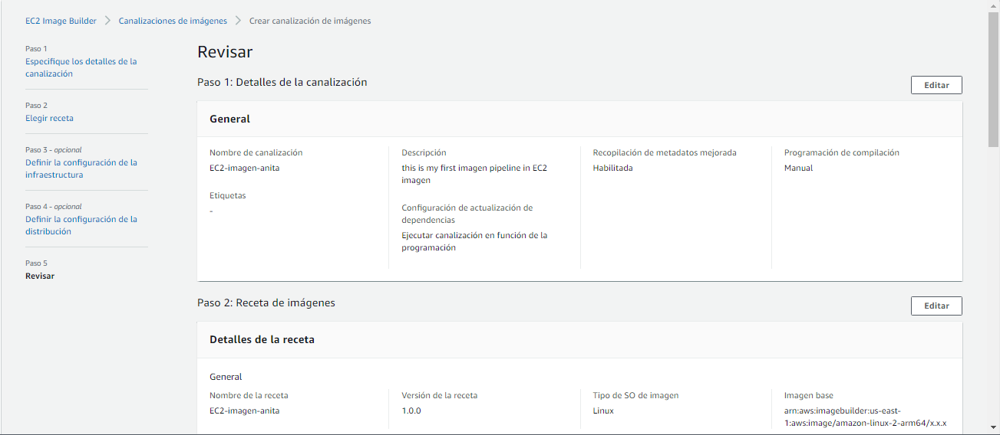 EC2 Image Builder
Canalizaciones de imágenes
Crear canalización de imágenes
Paso 1
Especifique los detalles de la
canalización
Paso 2
Elegir receta
Paso 3 - opcional
Definir la configuración de la
infraestructura
Paso 4 - opcional
Definir la configuración de la
distribución
Paso 5
Revisar
Revisar
Paso 1: Detalles de la canalización
Editar
General
Nombre de canalización
EC2-imagen-anita
Etiquetas
-
Descripción
this is my first imagen pipeline in EC2
imagen
Configuración de actualización de
dependencias
Ejecutar canalización en función de la
programación
Recopilación de metadatos mejorada
Habilitada
Programación de compilación
Manual
Paso 2: Receta de imágenes
Editar
Detalles de la receta
General
Nombre de la receta
EC2-imagen-anita
Versión de la receta
1.0.0
Tipo de SO de imagen
Linux
Imagen base
arn:aws:imagebuilder:us-east-
1:aws:image/amazon-linux-2-arm64/x.x.x